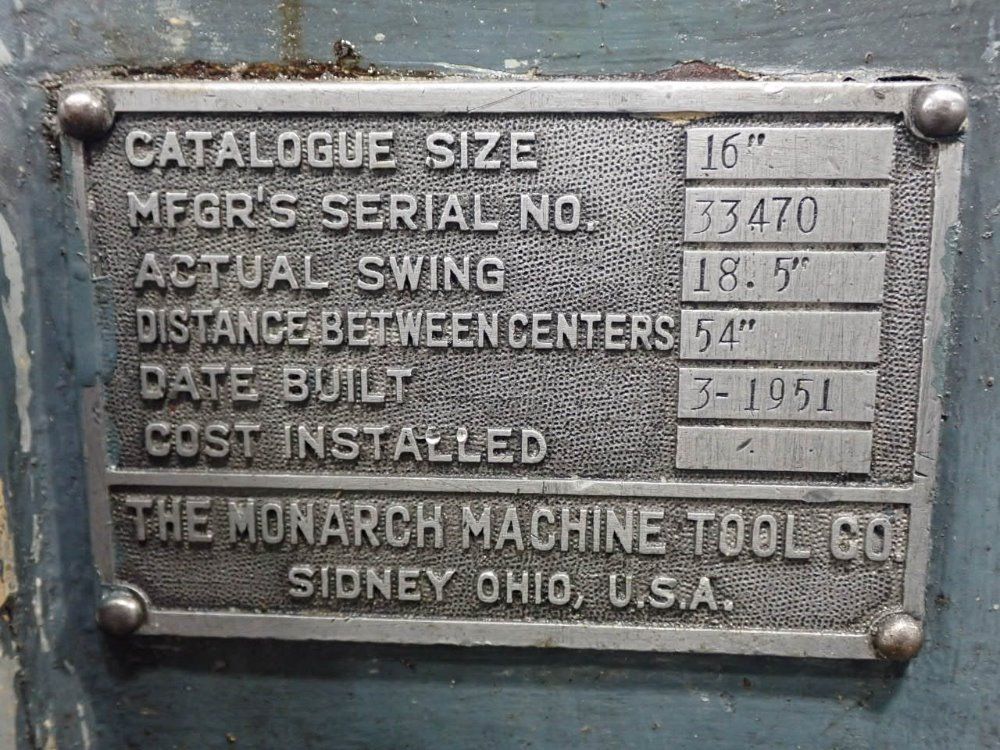 CATALOGUE SIZE 16"
MFGR'S SERIAL NO. 33470
ACTUAL SWING 18.5"
DISTANCE BETWEEN CENTERS 54"
DATE BUILT 3-1951
COST INSTALLED
THE MONARCH MACHINE TOOL CO
SIDNEY OHIO, U.S.A.